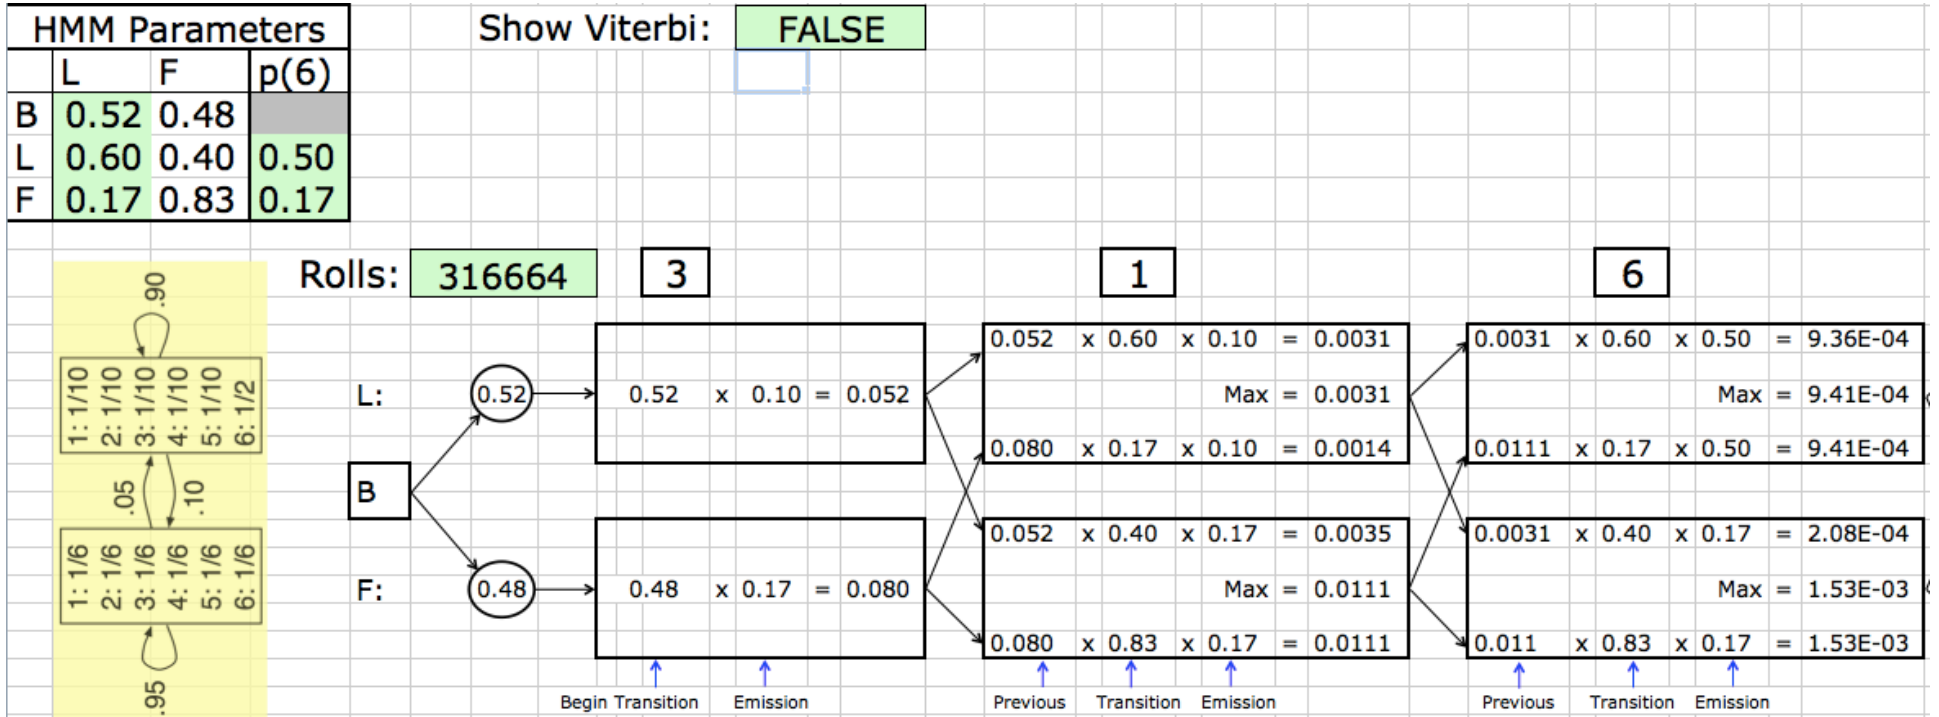 HMM Parameters
Show Viterbi: FALSE
L F p(6)
B 0.52 0.48
L 0.60 0.40 0.50
F 0.17 0.83 0.17
Rolls: 316664 3 1 6
.90
1: 1/10
2: 1/10
3: 1/10
4: 1/10
5: 1/10
6: 1/2
.05
.10
1: 1/6
2: 1/6
3: 1/6
4: 1/6
5: 1/6
6: 1/6
.95
0.052 x 0.60 x 0.10 = 0.0031
0.0031 x 0.60 x 0.50 = 9.36E-04
L: 0.52 0.52 x 0.10 = 0.052
Max = 0.0031
Max = 9.41E-04
0.080 x 0.17 x 0.10 = 0.0014
0.0111 x 0.17 x 0.50 = 9.41E-04
B
0.052 x 0.40 x 0.17 = 0.0035
0.0031 x 0.40 x 0.17 = 2.08E-04
F: 0.48 0.48 x 0.17 = 0.080
Max = 0.0111
Max = 1.53E-03
0.080 x 0.83 x 0.17 = 0.0111
0.011 x 0.83 x 0.17 = 1.53E-03
Begin Transition Emission
Previous Transition Emission
Previous Transition Emission